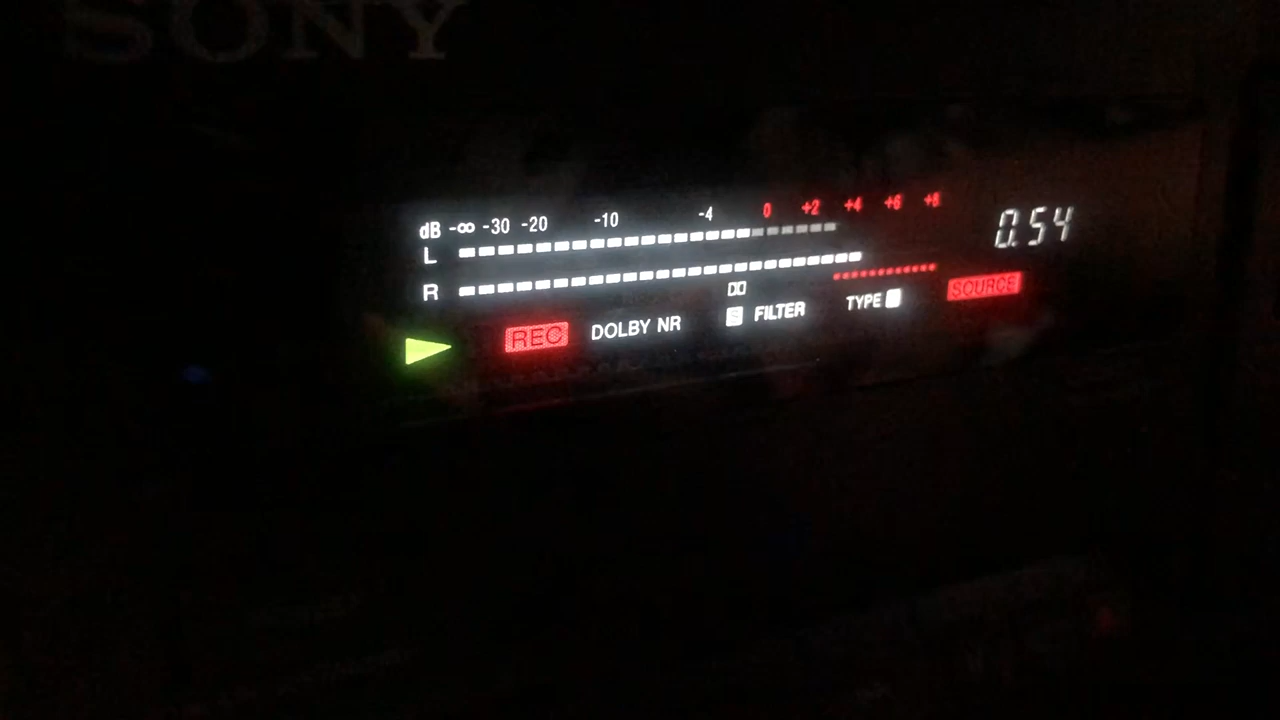 SONY
dB -∞ -30 -20 -10 -4 0 +2 +4 +6 +8
L
R
0.54
REC DOLBY NR S FILTER TYPE SOURCE